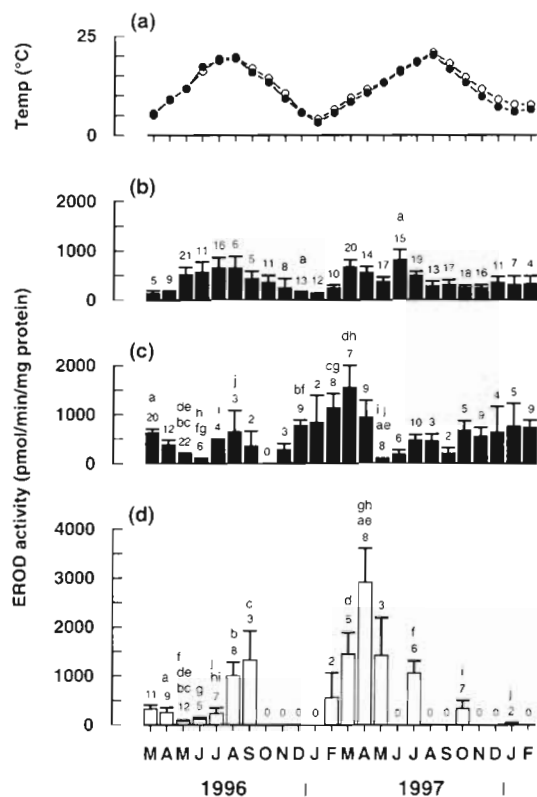 (a)
Temp (°C)
25
0
(b)
2000
1000
0
5 9 21 11 16 6 5 11 8 13 12 10 20 14 17 15 19 13 17 18 16 11 7 4
a a
(c)
2000
1000
0
a de h i j bf cg dh i j
bc fg ae
20 12 22 6 4 3 2 0 3 9 2 8 7 9 8 6 10 3 2 5 9 4 5 9
(d)
4000
3000
2000
1000
0
f gh
a de g j b c d ae f i j
bc hi
11 9 12 5 7 8 3 0 0 0 0 2 5 8 3 0 6 0 0 7 0 0 2 0
EROD activity (pmol/min/mg protein)
M A M J J A S O N D J F M A M J J A S O N D J F
1996 | 1997 |